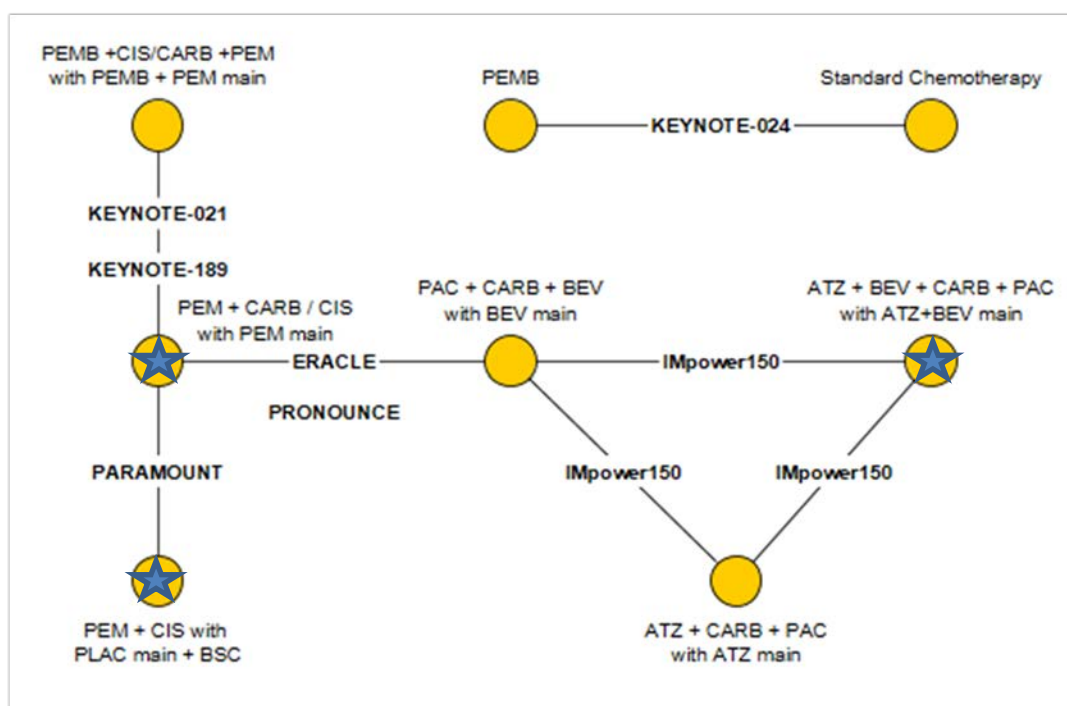 PEMB +CIS/CARB +PEM
with PEMB + PEM main
PEMB
Standard Chemotherapy
KEYNOTE-024
KEYNOTE-021
KEYNOTE-189
PEM + CARB / CIS
with PEM main
PAC + CARB + BEV
with BEV main
ATZ + BEV + CARB + PAC
with ATZ+BEV main
ERACLE
IMpower150
PRONOUNCE
PARAMOUNT
IMpower150
IMpower150
PEM + CIS with
PLAC main + BSC
ATZ + CARB + PAC
with ATZ main